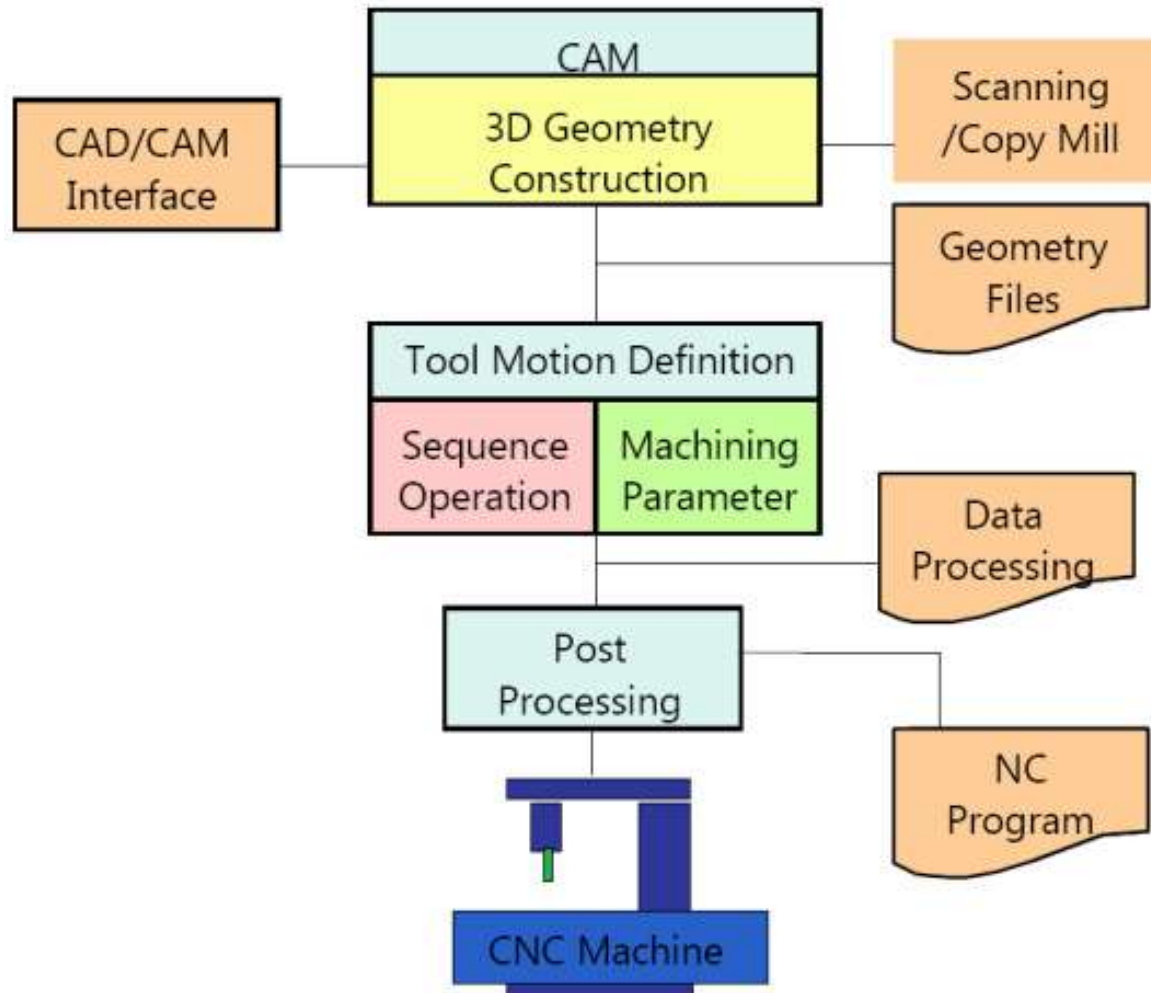 CAM
3D Geometry
Construction
CAD/CAM
Interface
Scanning
/Copy Mill
Geometry
Files
Tool Motion Definition
Sequence
Operation
Machining
Parameter
Data
Processing
Post
Processing
NC
Program
CNC Machine